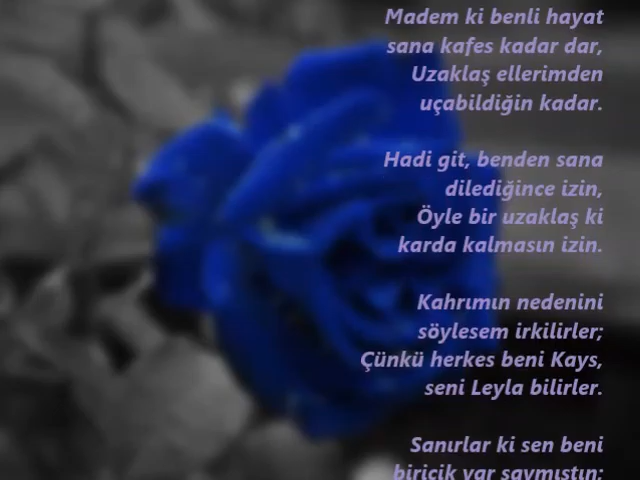 Madem ki benli hayat
sana kafes kadar dar,
Uzaklaş ellerimden
uçabildiğin kadar.
Hadi git, benden sana
dilediğince izin,
Öyle bir uzaklaş ki
karda kalmasın izin.
Kahrımın nedenini
söylesem irkilirler;
Çünkü herkes beni Kays,
seni Leyla bilirler.
Sanırlar ki sen beni
biricik yar saymıştın;